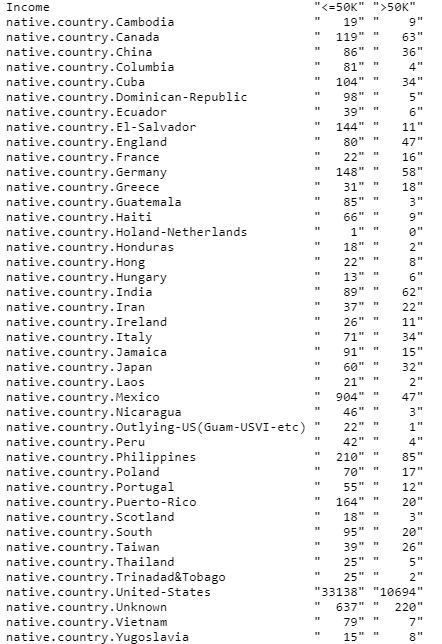 Income "<=50K" ">50K"
native.country.Cambodia " 19" " 9"
native.country.Canada " 119" " 63"
native.country.China " 86" " 36"
native.country.Columbia " 81" " 4"
native.country.Cuba " 104" " 34"
native.country.Dominican-Republic " 98" " 5"
native.country.Ecuador " 39" " 6"
native.country.El-Salvador " 144" " 11"
native.country.England " 80" " 47"
native.country.France " 22" " 16"
native.country.Germany " 148" " 58"
native.country.Greece " 31" " 18"
native.country.Guatemala " 85" " 3"
native.country.Haiti " 66" " 9"
native.country.Holand-Netherlands " 1" " 0"
native.country.Honduras " 18" " 2"
native.country.Hong " 22" " 8"
native.country.Hungary " 13" " 6"
native.country.India " 89" " 62"
native.country.Iran " 37" " 22"
native.country.Ireland " 26" " 11"
native.country.Italy " 71" " 34"
native.country.Jamaica " 91" " 15"
native.country.Japan " 60" " 32"
native.country.Laos " 21" " 2"
native.country.Mexico " 904" " 47"
native.country.Nicaragua " 46" " 3"
native.country.Outlying-US(Guam-USVI-etc) " 22" " 1"
native.country.Peru " 42" " 4"
native.country.Philippines " 210" " 85"
native.country.Poland " 70" " 17"
native.country.Portugal " 55" " 12"
native.country.Puerto-Rico " 164" " 20"
native.country.Scotland " 18" " 3"
native.country.South " 95" " 20"
native.country.Taiwan " 39" " 26"
native.country.Thailand " 25" " 5"
native.country.Trinadad&Tobago " 25" " 2"
native.country.United-States "33138" "10694"
native.country.Unknown " 637" " 220"
native.country.Vietnam " 79" " 7"
native.country.Yugoslavia " 15" " 8"